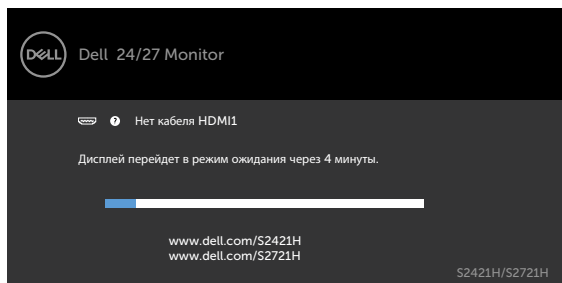 DELL Dell 24/27 Monitor
? Нет кабеля HDMI1
Дисплей перейдет в режим ожидания через 4 минуты.
www.dell.com/S2421H
www.dell.com/S2721H
S2421H/S2721H